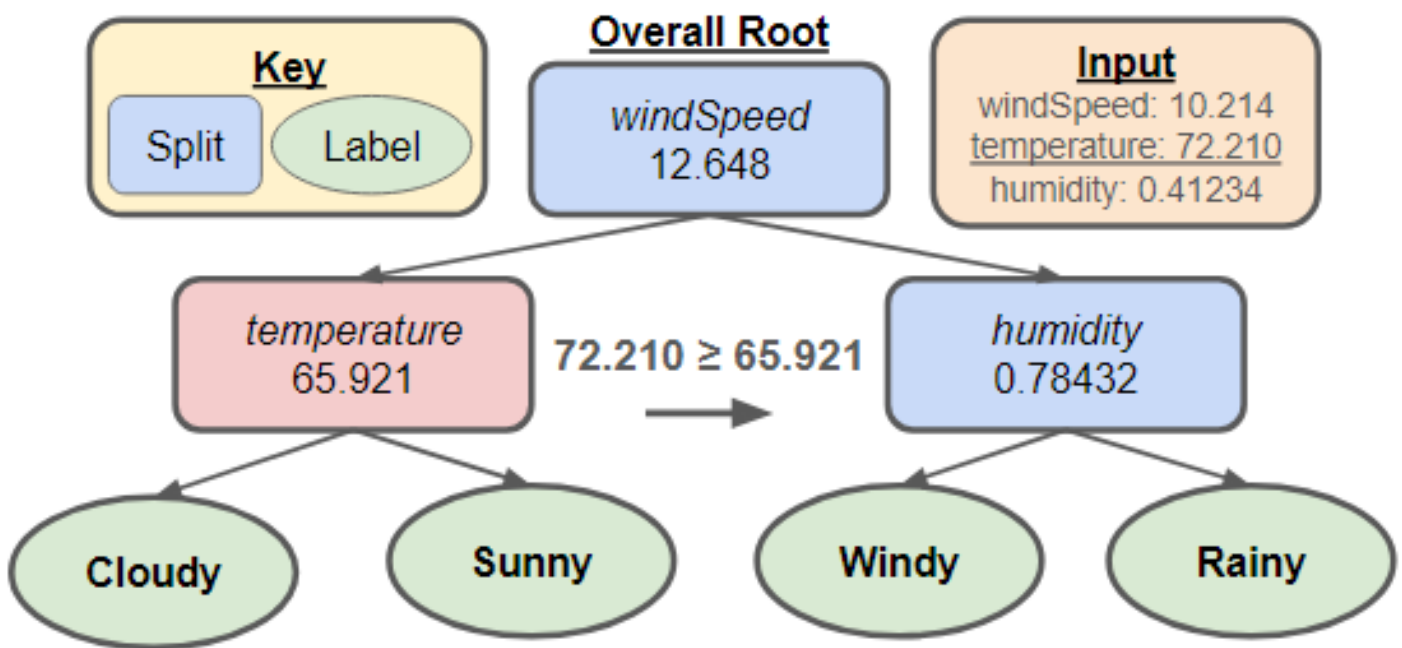 Key
Split
Label
Overall Root
windSpeed
12.648
Input
windSpeed: 10.214
temperature: 72.210
humidity: 0.41234
temperature
65.921
72.210 ≥ 65.921
humidity
0.78432
Cloudy
Sunny
Windy
Rainy